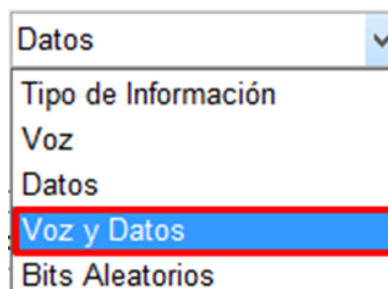 Datos
Tipo de Información
Voz
Datos
Voz y Datos
Bits Aleatorios